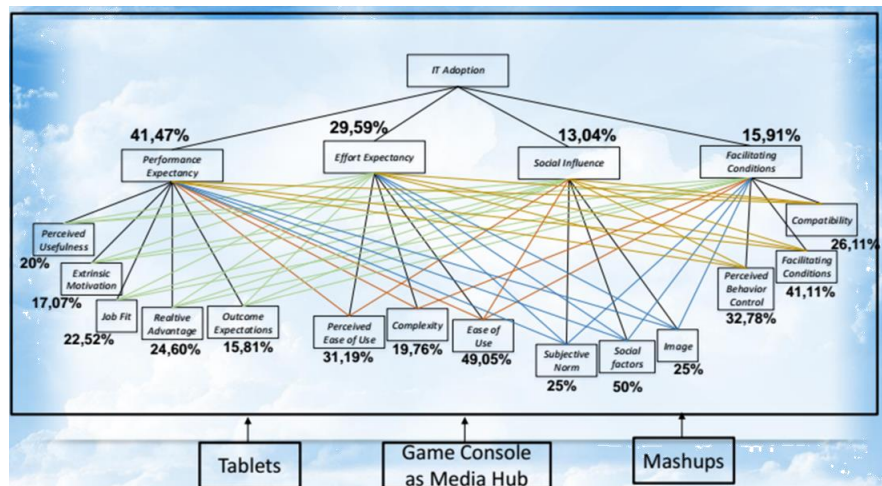 IT Adoption
41,47%
29,59%
13,04%
15,91%
Performance
Expectancy
Effort Expectancy
Social Influence
Facilitating
Conditions
Perceived
Usefulness
20%
Extrinsic
Motivation
17,07%
Job Fit
22,52%
Realtive
Advantage
24,60%
Outcome
Expectations
15,81%
Perceived
Ease of Use
31,19%
Complexity
19,76%
Ease of
Use
49,05%
Subjective
Norm
25%
Social
factors
50%
Image
25%
Perceived
Behavior
Control
32,78%
Facilitating
Conditions
41,11%
Compatibility
26,11%
Tablets
Game Console
as Media Hub
Mashups